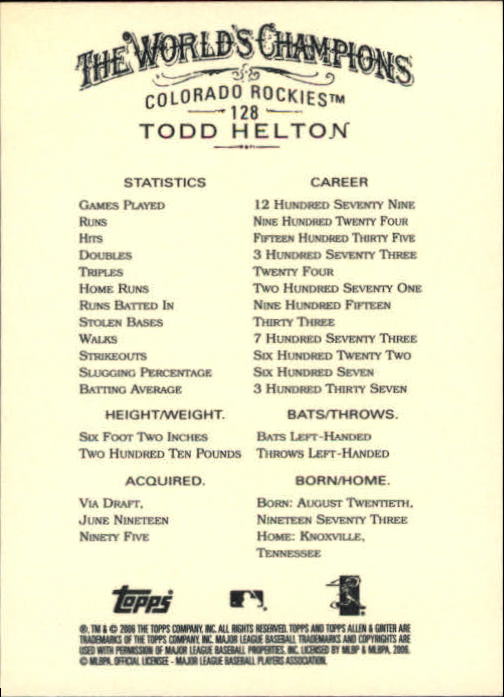 THE WORLD'S CHAMPIONS
COLORADO ROCKIES™
128
TODD HELTON
STATISTICS CAREER
GAMES PLAYED 12 HUNDRED SEVENTY NINE
RUNS NINE HUNDRED TWENTY FOUR
HITS FIFTEEN HUNDRED THIRTY FIVE
DOUBLES 3 HUNDRED SEVENTY THREE
TRIPLES TWENTY FOUR
HOME RUNS TWO HUNDRED SEVENTY ONE
RUNS BATTED IN NINE HUNDRED FIFTEEN
STOLEN BASES THIRTY THREE
WALKS 7 HUNDRED SEVENTY THREE
STRIKEOUTS SIX HUNDRED TWENTY TWO
SLUGGING PERCENTAGE SIX HUNDRED SEVEN
BATTING AVERAGE 3 HUNDRED THIRTY SEVEN
HEIGHT/WEIGHT. BATS/THROWS.
SIX FOOT TWO INCHES BATS LEFT-HANDED
TWO HUNDRED TEN POUNDS THROWS LEFT-HANDED
ACQUIRED. BORN/HOME.
VIA DRAFT, BORN: AUGUST TWENTIETH,
JUNE NINETEEN NINETEEN SEVENTY THREE
NINETY FIVE HOME: KNOXVILLE,
TENNESSEE
Topps
®, TM & © 2006 THE TOPPS COMPANY, INC. ALL RIGHTS RESERVED. TOPPS AND TOPPS ALLEN & GINTER ARE
TRADEMARKS OF THE TOPPS COMPANY, INC. MAJOR LEAGUE BASEBALL TRADEMARKS AND COPYRIGHTS ARE
USED WITH PERMISSION OF MAJOR LEAGUE BASEBALL PROPERTIES, INC. LICENSED BY MLBP & MLBPA, 2006.
© MLBPA. OFFICIAL LICENSEE - MAJOR LEAGUE BASEBALL PLAYERS ASSOCIATION.